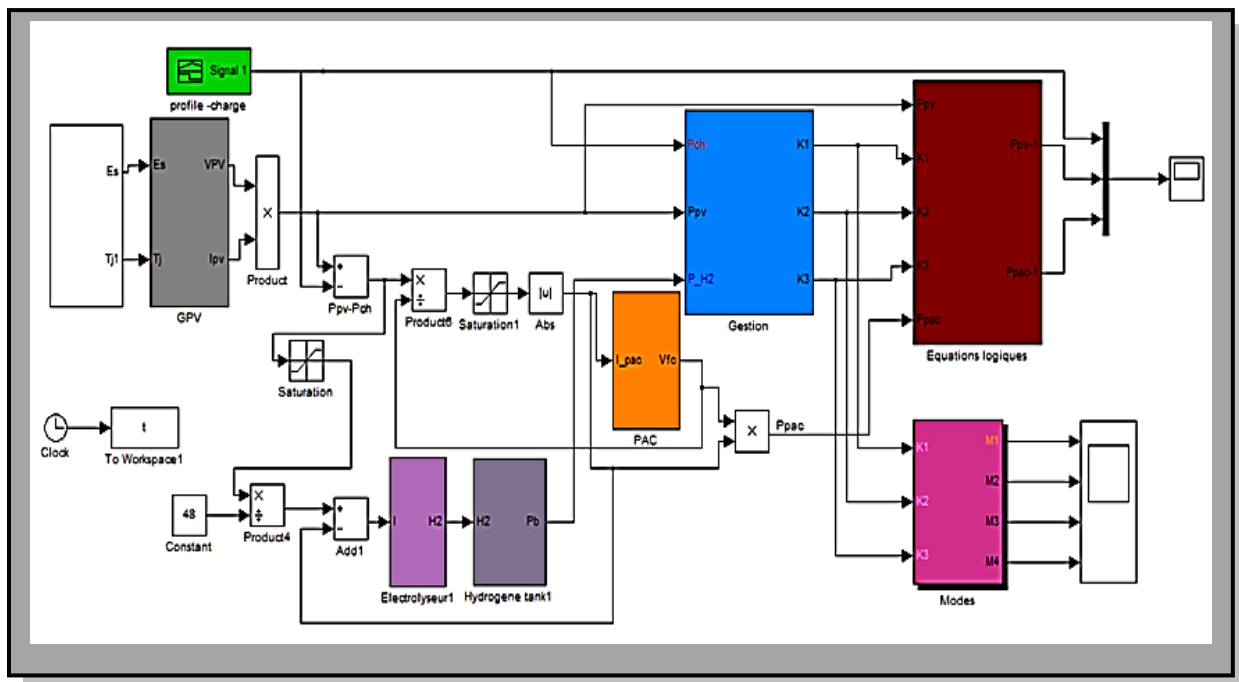 Signal 1
profile -charge
Es
Tj1
Es
VPV
Tj
Ipv
GPV
×
Product
+
−
Ppv-Pch
×
÷
Product6
Saturation1
|u|
Abs
Saturation
I_pac
Vfc
PAC
×
Ppac
Pch
K1
Ppv
K2
P_H2
K3
Gestion
Ppv
K1
Ppv-1
K2
K3
Ppac-1
Ppac
Equations logiques
Clock
t
To Workspace1
48
Constant
×
÷
Product4
+
−
Add1
I
H2
Electrolyseur1
H2
Pb
Hydrogene tank1
K1
M1
M2
K2
M3
K3
M4
Modes